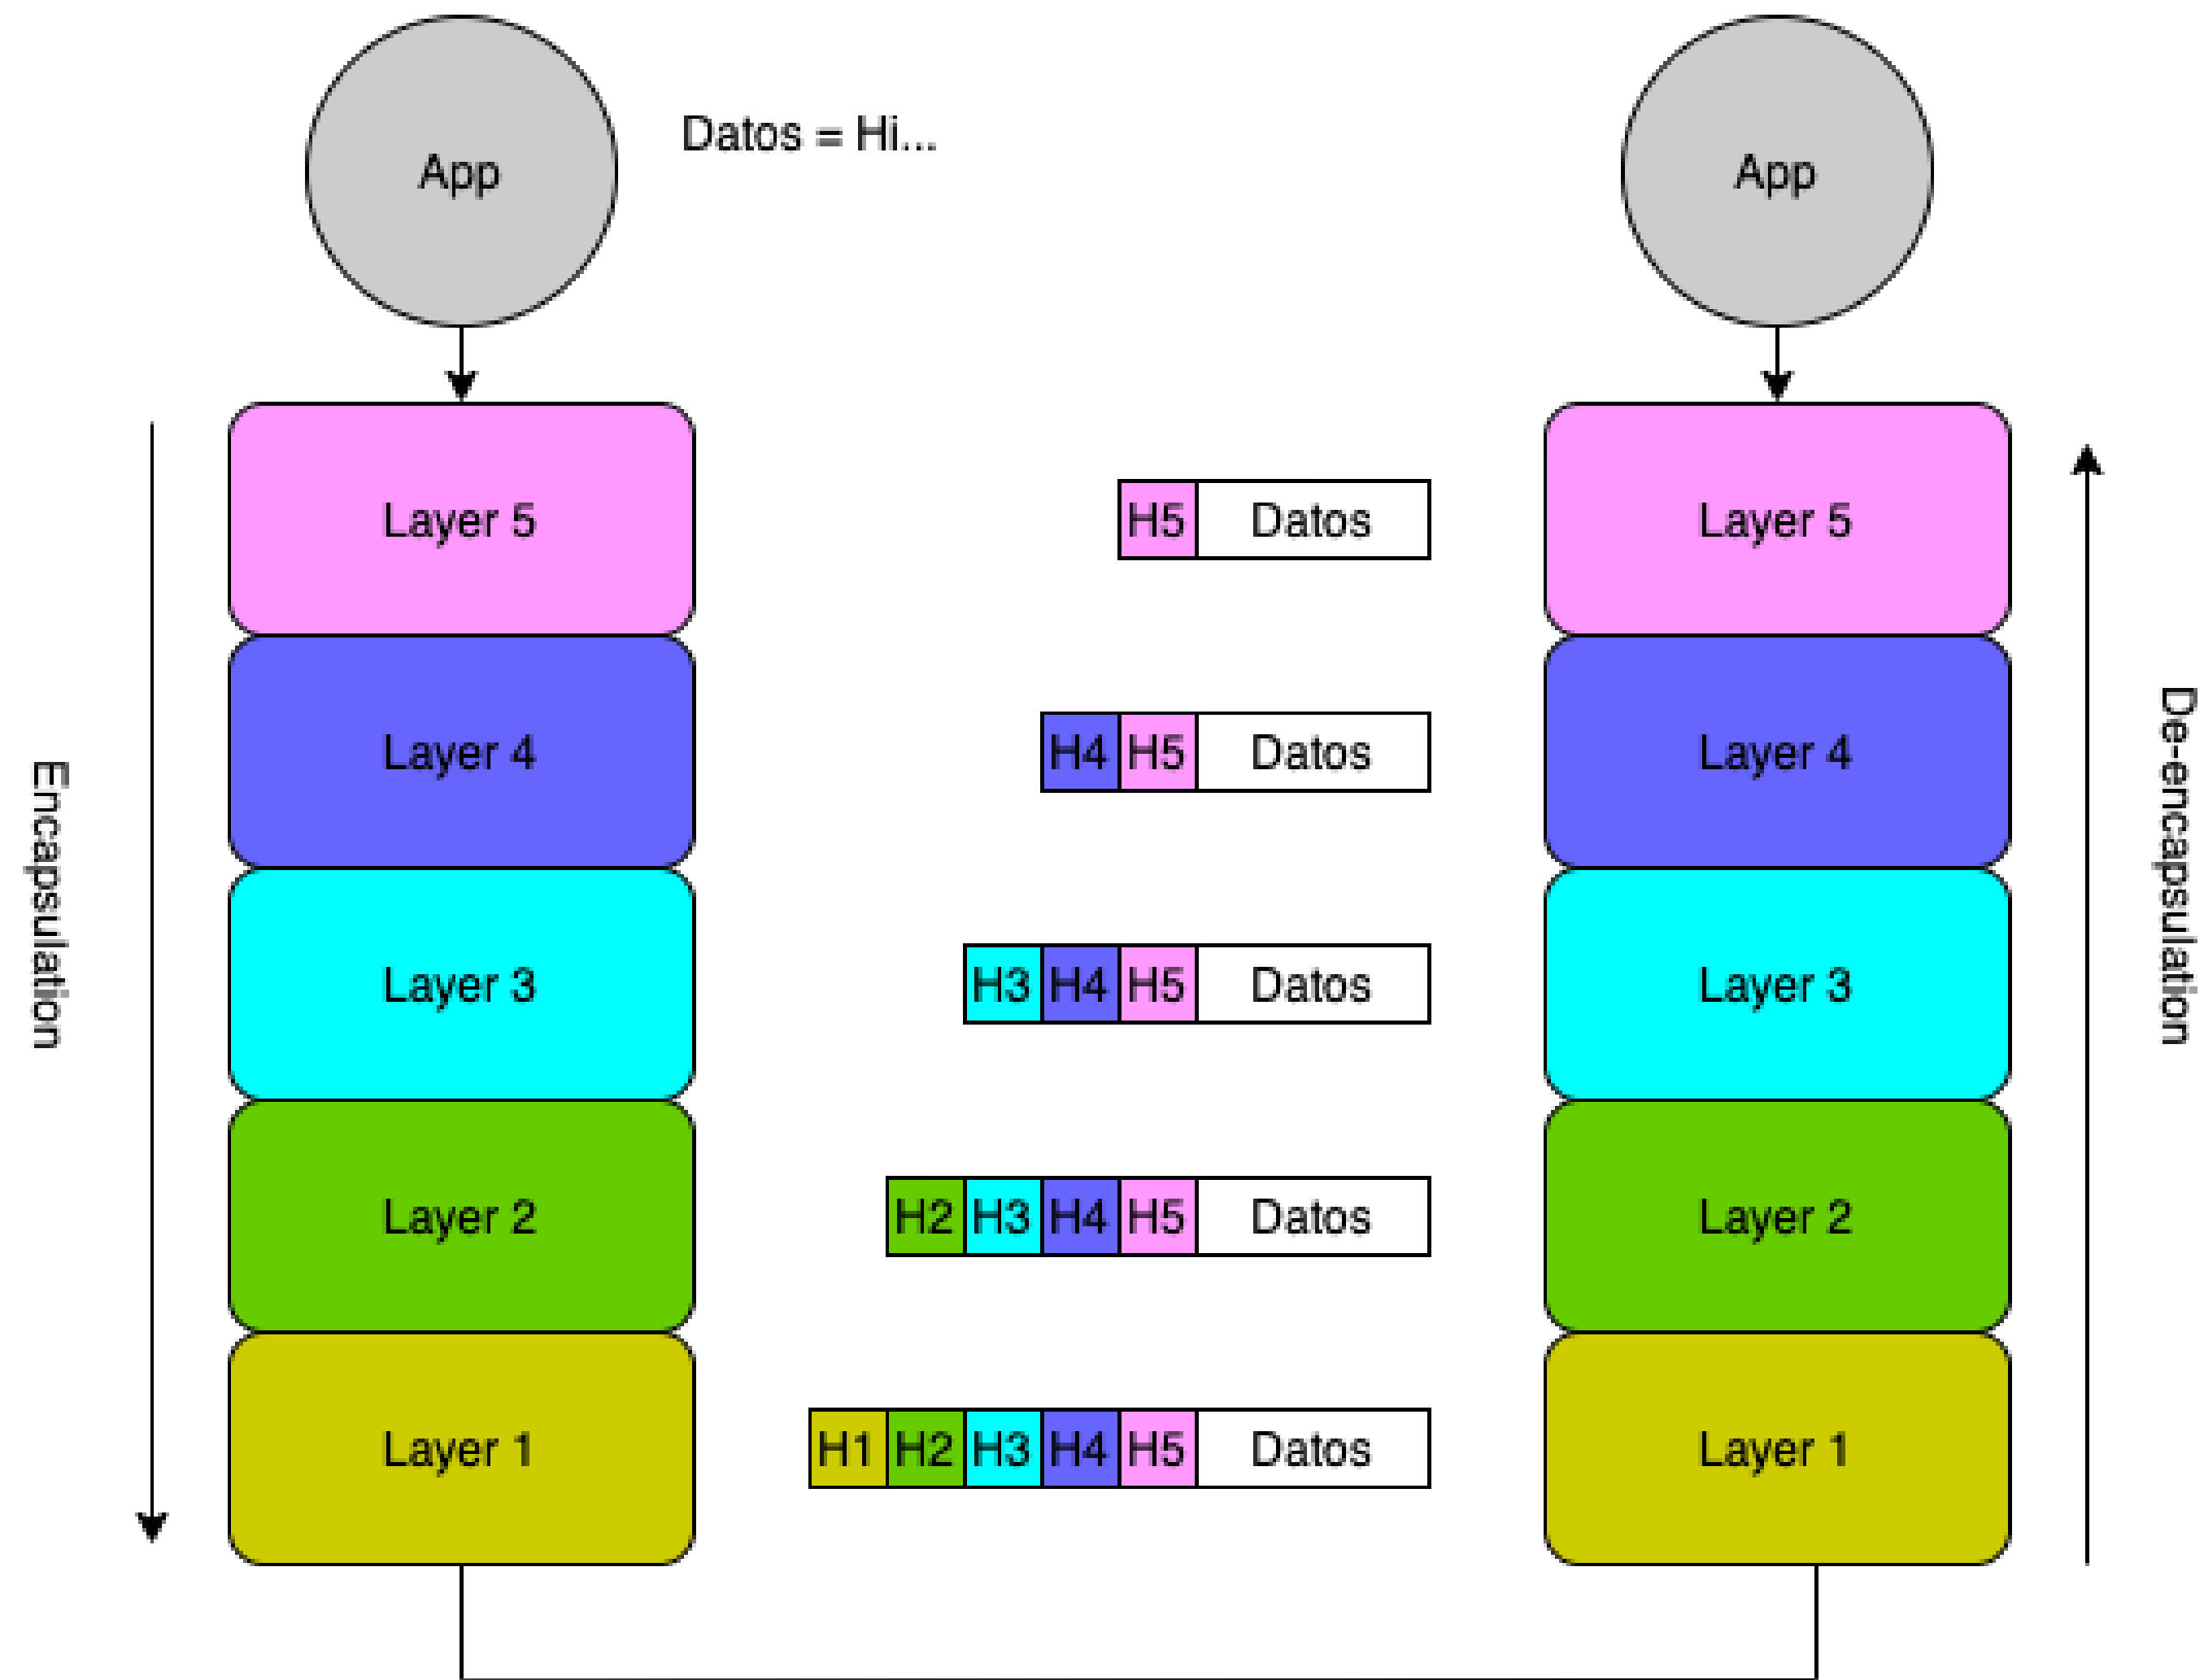 App
Datos = Hi...
App
Encapsulation
Layer 5
H5 Datos
Layer 5
Layer 4
H4 H5 Datos
Layer 4
Layer 3
H3 H4 H5 Datos
Layer 3
Layer 2
H2 H3 H4 H5 Datos
Layer 2
Layer 1
H1 H2 H3 H4 H5 Datos
Layer 1
De-encapsulation